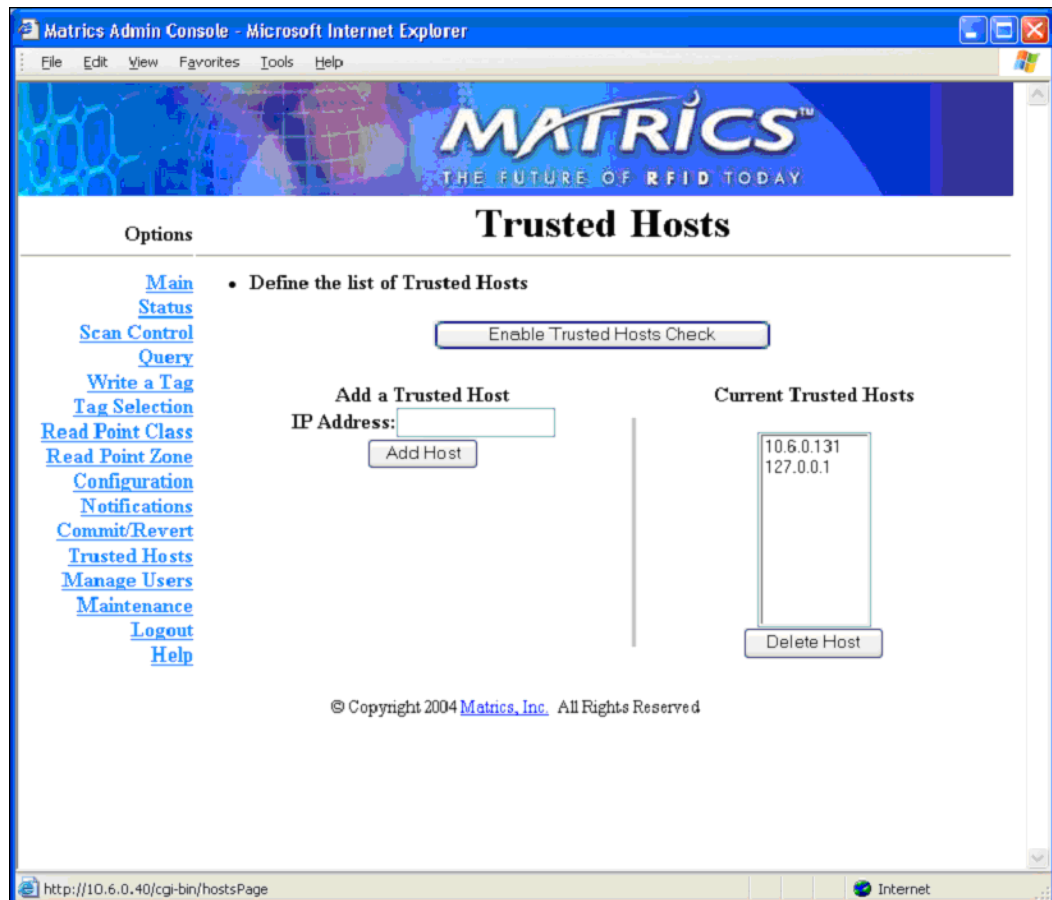 Matrics Admin Console - Microsoft Internet Explorer
File Edit View Favorites Tools Help
MATRICS™
THE FUTURE OF RFID TODAY
Options
Trusted Hosts
Main
Status
Scan Control
Query
Write a Tag
Tag Selection
Read Point Class
Read Point Zone
Configuration
Notifications
Commit/Revert
Trusted Hosts
Manage Users
Maintenance
Logout
Help
• Define the list of Trusted Hosts
Enable Trusted Hosts Check
Add a Trusted Host
IP Address:
Add Host
Current Trusted Hosts
10.6.0.131
127.0.0.1
Delete Host
© Copyright 2004 Matrics, Inc. All Rights Reserved
http://10.6.0.40/cgi-bin/hostsPage
Internet